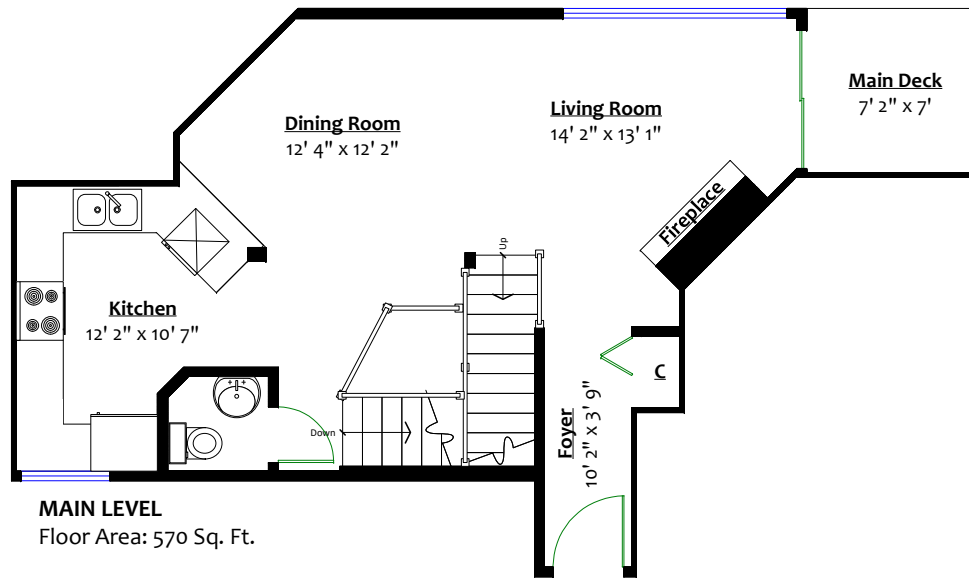 Main Deck
7' 2" x 7'
Dining Room
12' 4" x 12' 2"
Living Room
14' 2" x 13' 1"
Fireplace
Up
Kitchen
12' 2" x 10' 7"
C
Foyer
10' 2" x 3' 9"
Down
MAIN LEVEL
Floor Area: 570 Sq. Ft.